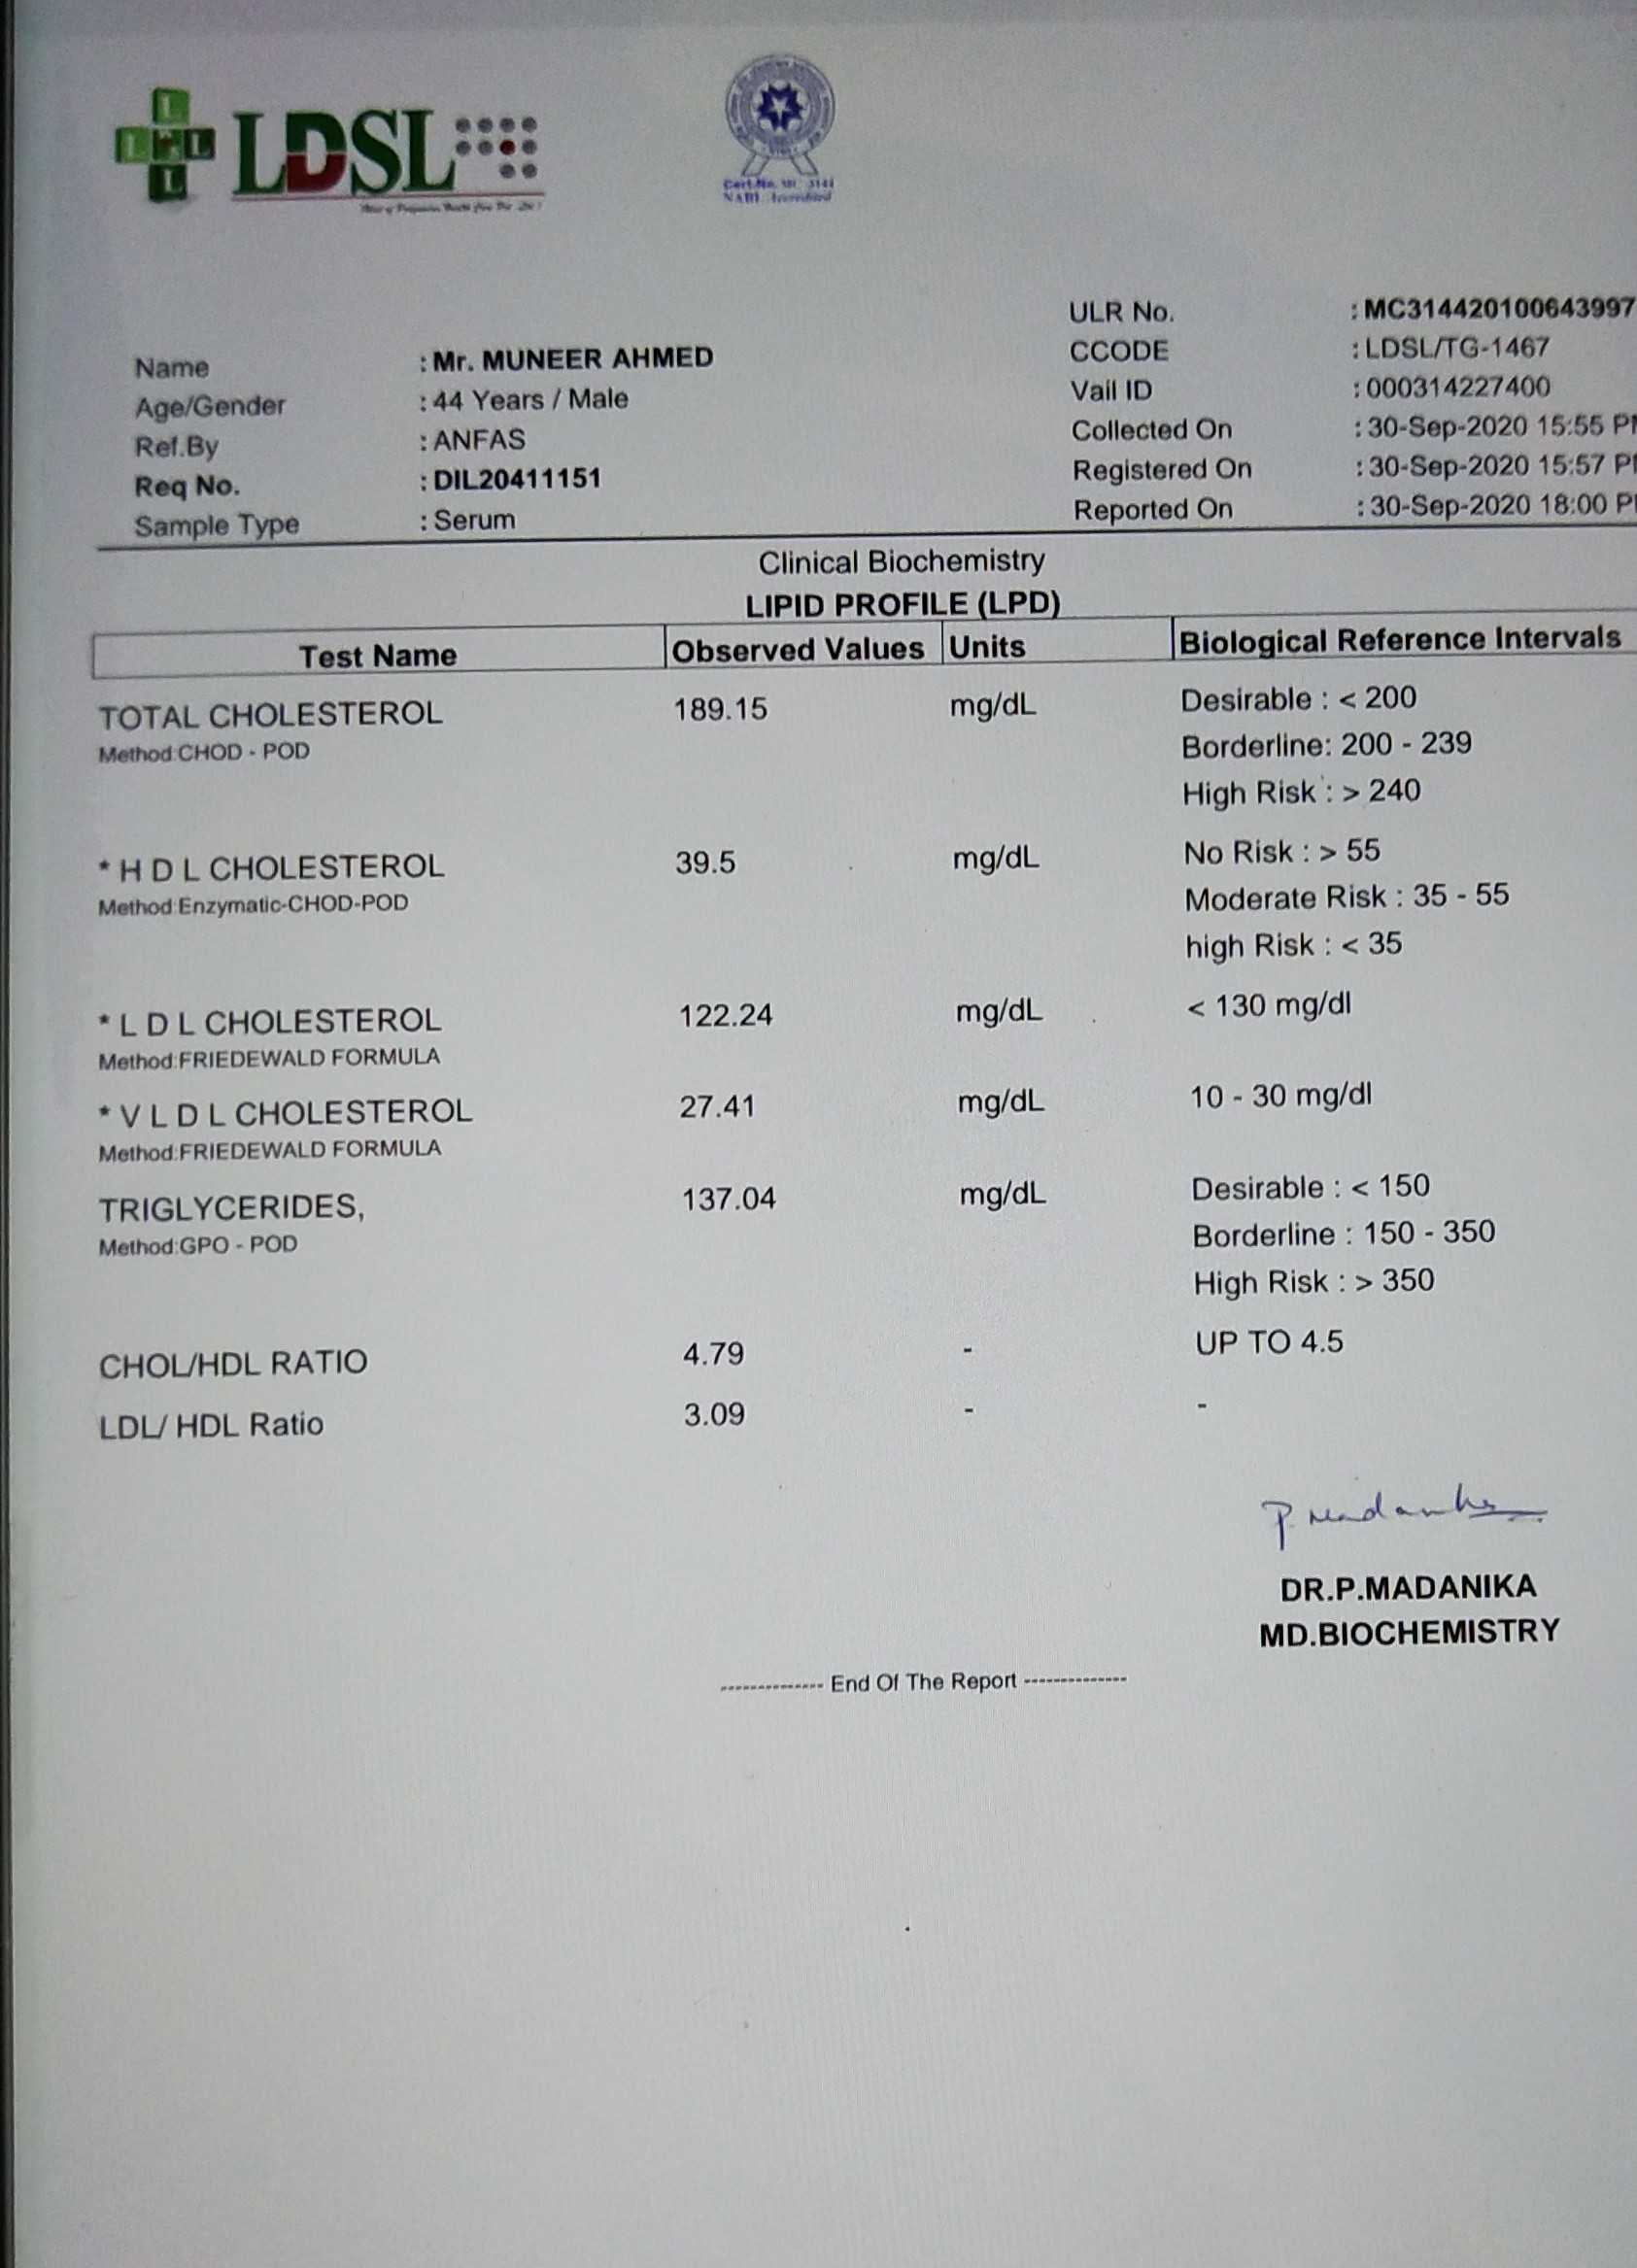 LDSL
Cert.No. MC 3144
NABL Accredited
ULR No. : MC314420100643997
Name : Mr. MUNEER AHMED
CCODE : LDSL/TG-1467
Age/Gender : 44 Years / Male
Vail ID : 000314227400
Ref.By : ANFAS
Collected On : 30-Sep-2020 15:55
Req No. : DIL20411151
Registered On : 30-Sep-2020 15:57
Sample Type : Serum
Reported On : 30-Sep-2020 18:00
Clinical Biochemistry
LIPID PROFILE (LPD)
Test Name Observed Values Units Biological Reference Intervals
TOTAL CHOLESTEROL 189.15 mg/dL Desirable : < 200
Method:CHOD - POD Borderline: 200 - 239
High Risk : > 240
* H D L CHOLESTEROL 39.5 mg/dL No Risk : > 55
Method:Enzymatic-CHOD-POD Moderate Risk : 35 - 55
high Risk : < 35
* L D L CHOLESTEROL 122.24 mg/dL < 130 mg/dl
Method:FRIEDEWALD FORMULA
* V L D L CHOLESTEROL 27.41 mg/dL 10 - 30 mg/dl
Method:FRIEDEWALD FORMULA
TRIGLYCERIDES, 137.04 mg/dL Desirable : < 150
Method:GPO - POD Borderline : 150 - 350
High Risk : > 350
CHOL/HDL RATIO 4.79 - UP TO 4.5
LDL/ HDL Ratio 3.09 - -
P. Madanika
DR.P.MADANIKA
MD.BIOCHEMISTRY
-------------- End Of The Report --------------